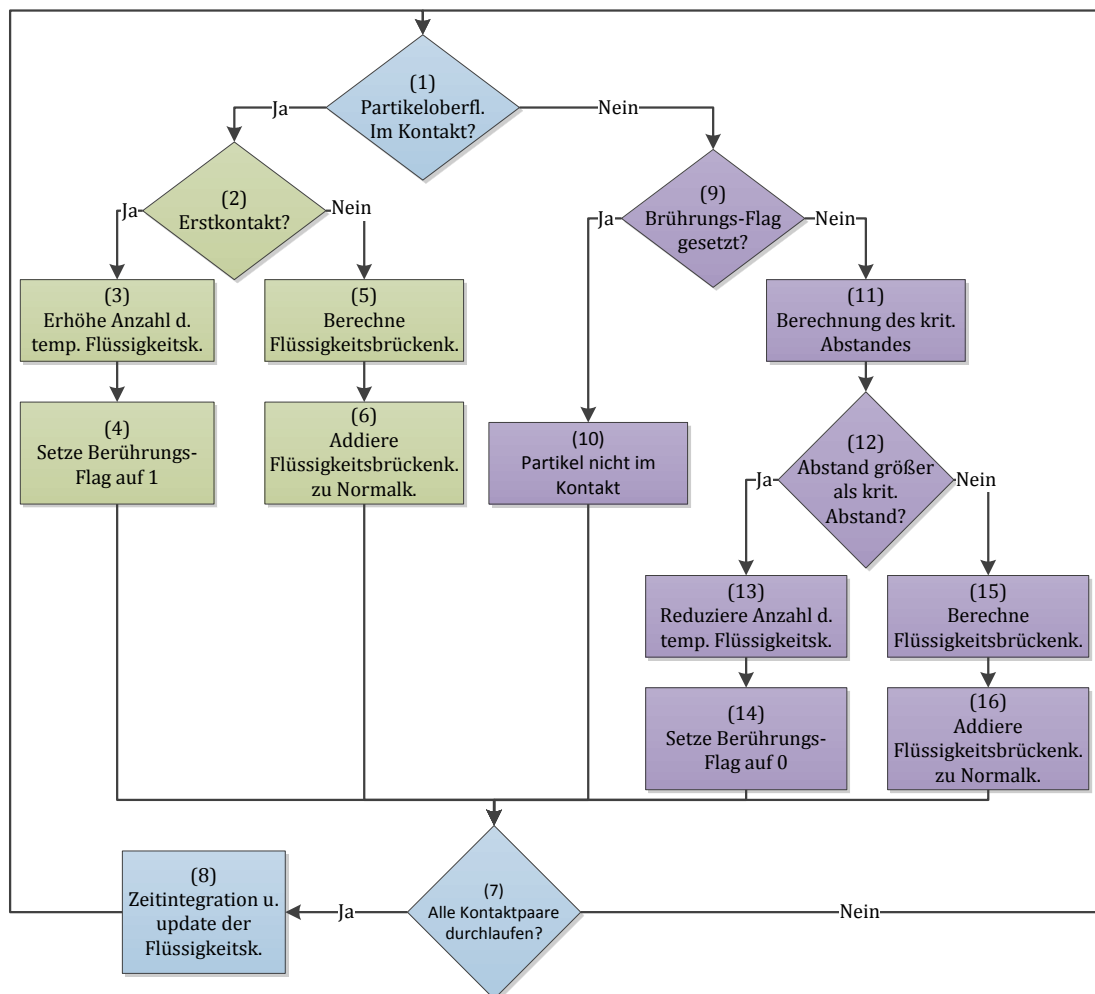 (1)
Partikeloberfl.
Im Kontakt?
Ja
Nein
(2)
Erstkontakt?
Ja
Nein
(9)
Brührungs-Flag
gesetzt?
Ja
Nein
(3)
Erhöhe Anzahl d.
temp. Flüssigkeitsk.
(5)
Berechne
Flüssigkeitsbrückenk.
(11)
Berechnung des krit.
Abstandes
(4)
Setze Berührungs-
Flag auf 1
(6)
Addiere
Flüssigkeitsbrückenk.
zu Normalk.
(10)
Partikel nicht im
Kontakt
(12)
Abstand größer
als krit.
Abstand?
Ja
Nein
(13)
Reduziere Anzahl d.
temp. Flüssigkeitsk.
(15)
Berechne
Flüssigkeitsbrückenk.
(14)
Setze Berührungs-
Flag auf 0
(16)
Addiere
Flüssigkeitsbrückenk.
zu Normalk.
(8)
Zeitintegration u.
update der
Flüssigkeitsk.
Ja
(7)
Alle Kontaktpaare
durchlaufen?
Nein